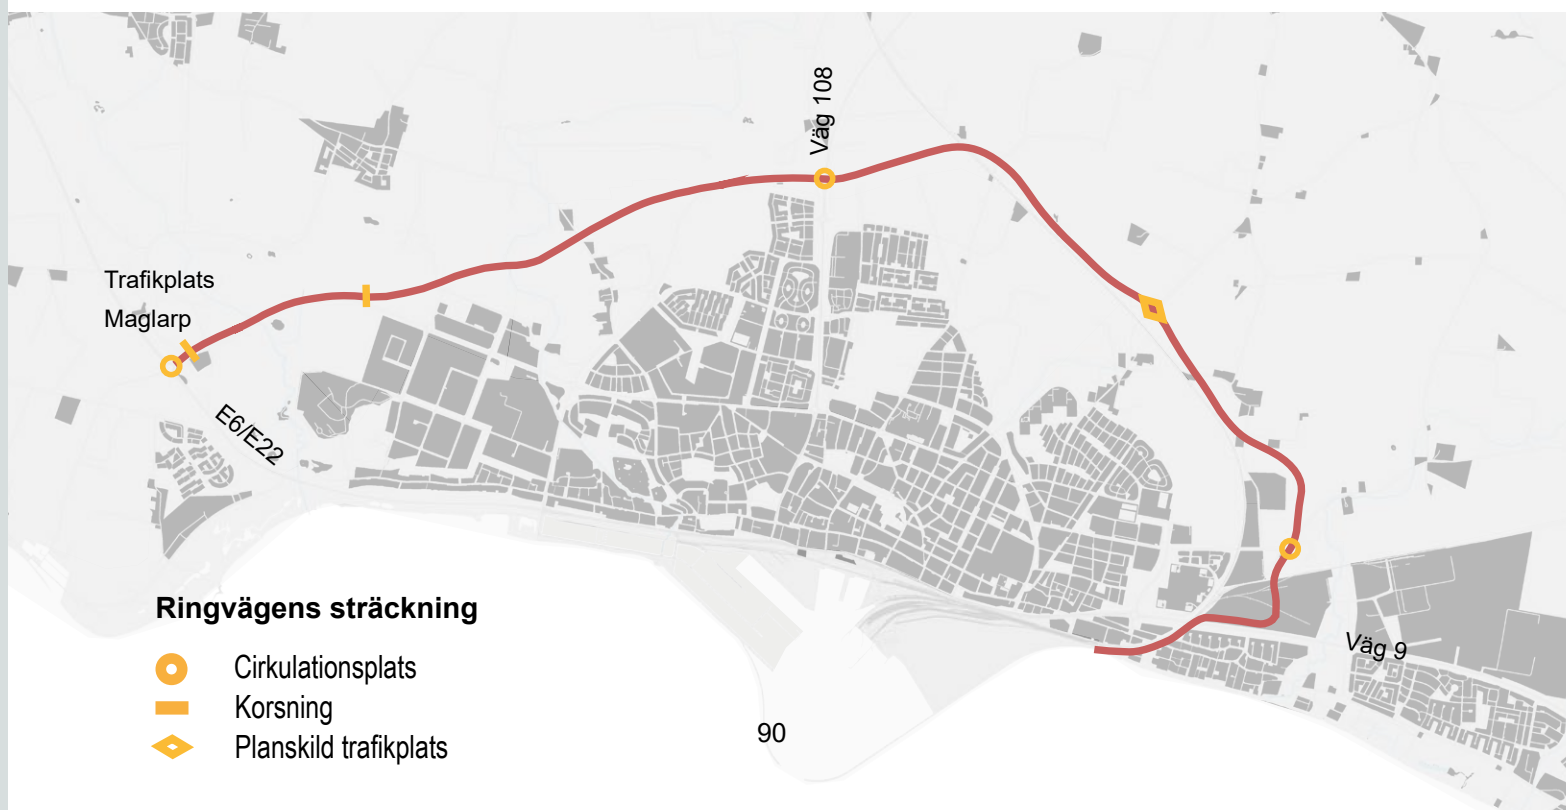 Väg 108
Trafikplats
Maglarp
E6/E22
Ringvägens sträckning
Cirkulationsplats
Korsning
Planskild trafikplats
Väg 9
90